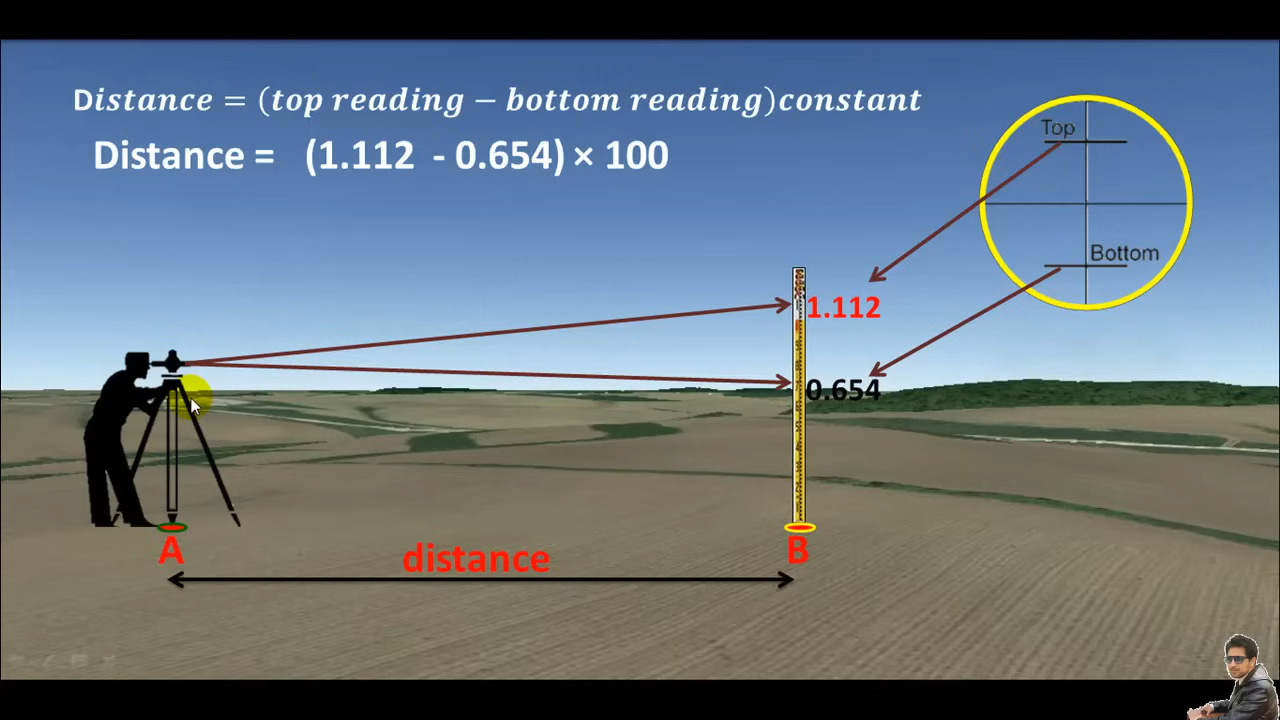 Distance = (top reading − bottom reading)constant
Distance = (1.112 - 0.654) × 100
Top
Bottom
1.112
0.654
A
distance
B